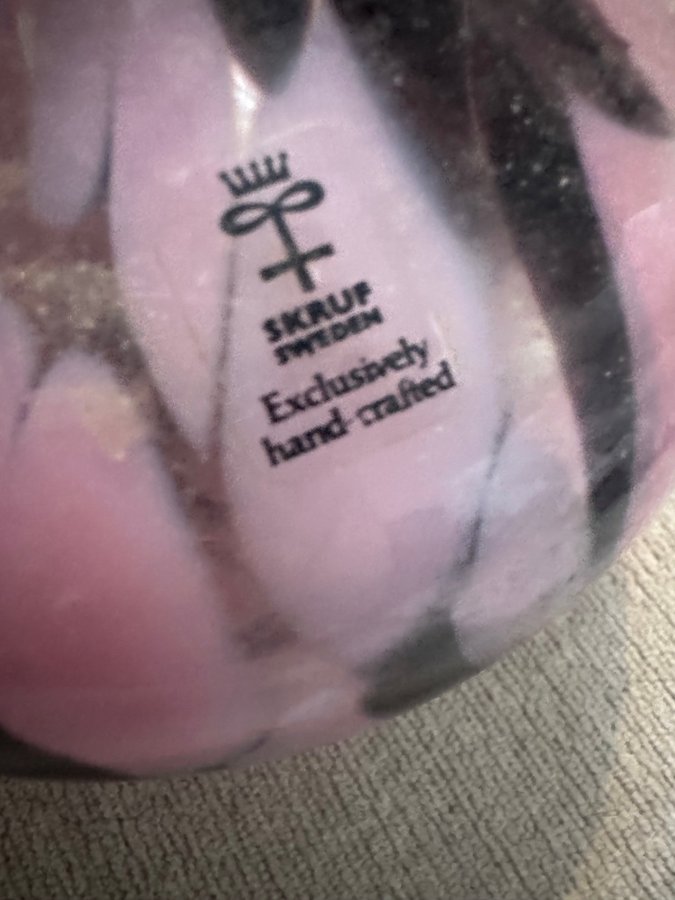 SKRUF
SWEDEN
Exclusively
hand-crafted